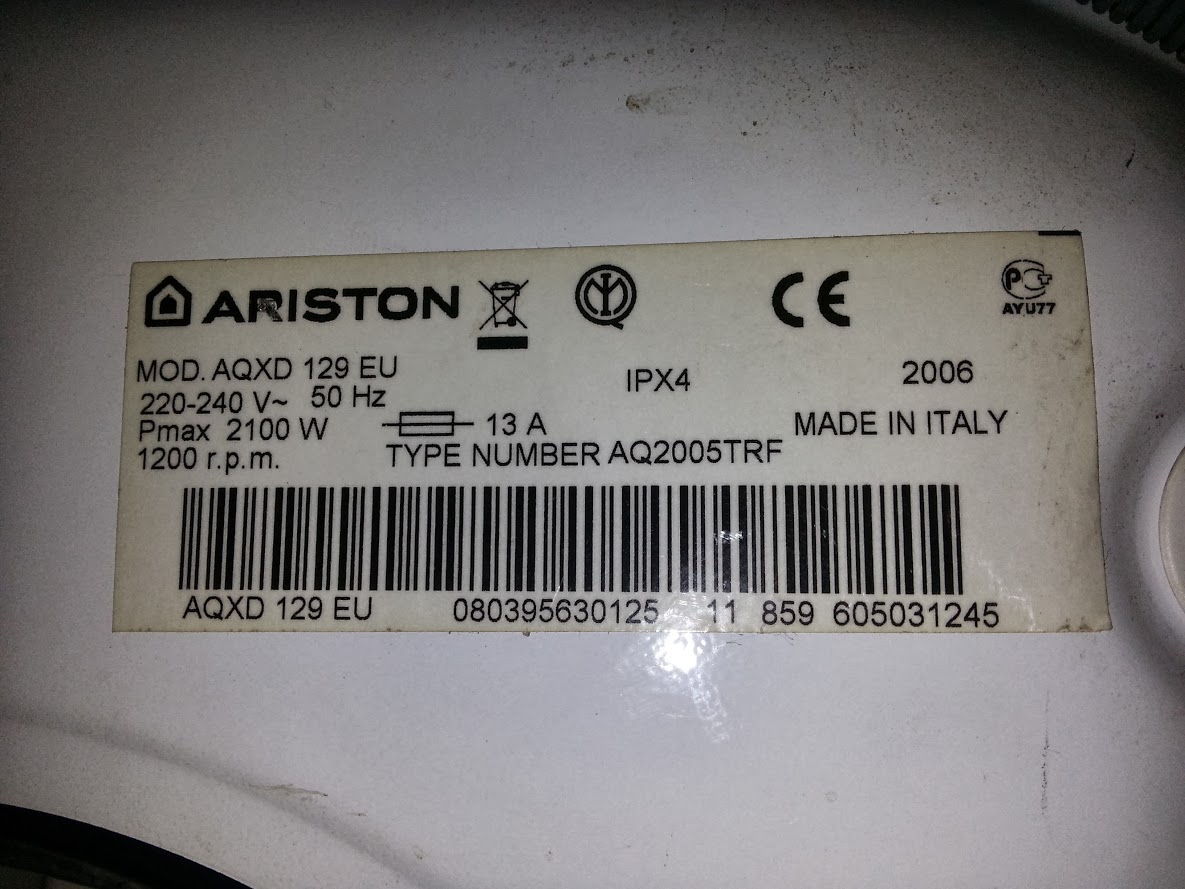 ARISTON
AYU77
MOD. AQXD 129 EU
IPX4
2006
220-240 V~ 50 Hz
Pmax 2100 W
13 A
MADE IN ITALY
1200 r.p.m.
TYPE NUMBER AQ2005TRF
AQXD 129 EU 080395630125 11 859 605031245